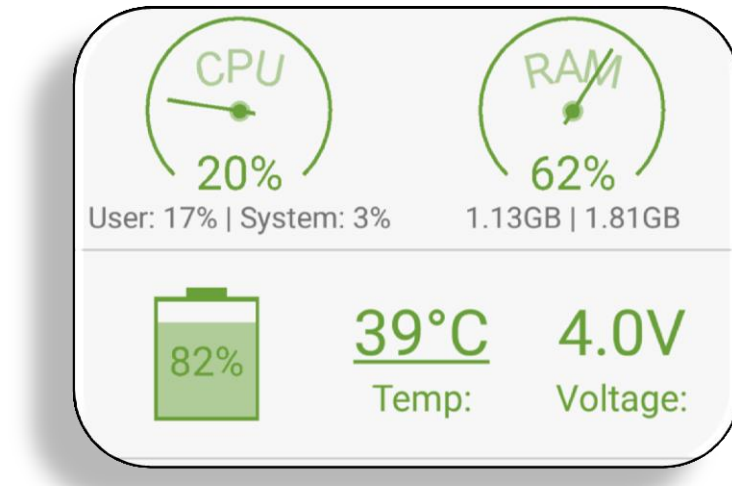 CPU
RAM
20%
62%
User: 17% | System: 3%
1.13GB | 1.81GB
82%
39°C
4.0V
Temp:
Voltage: